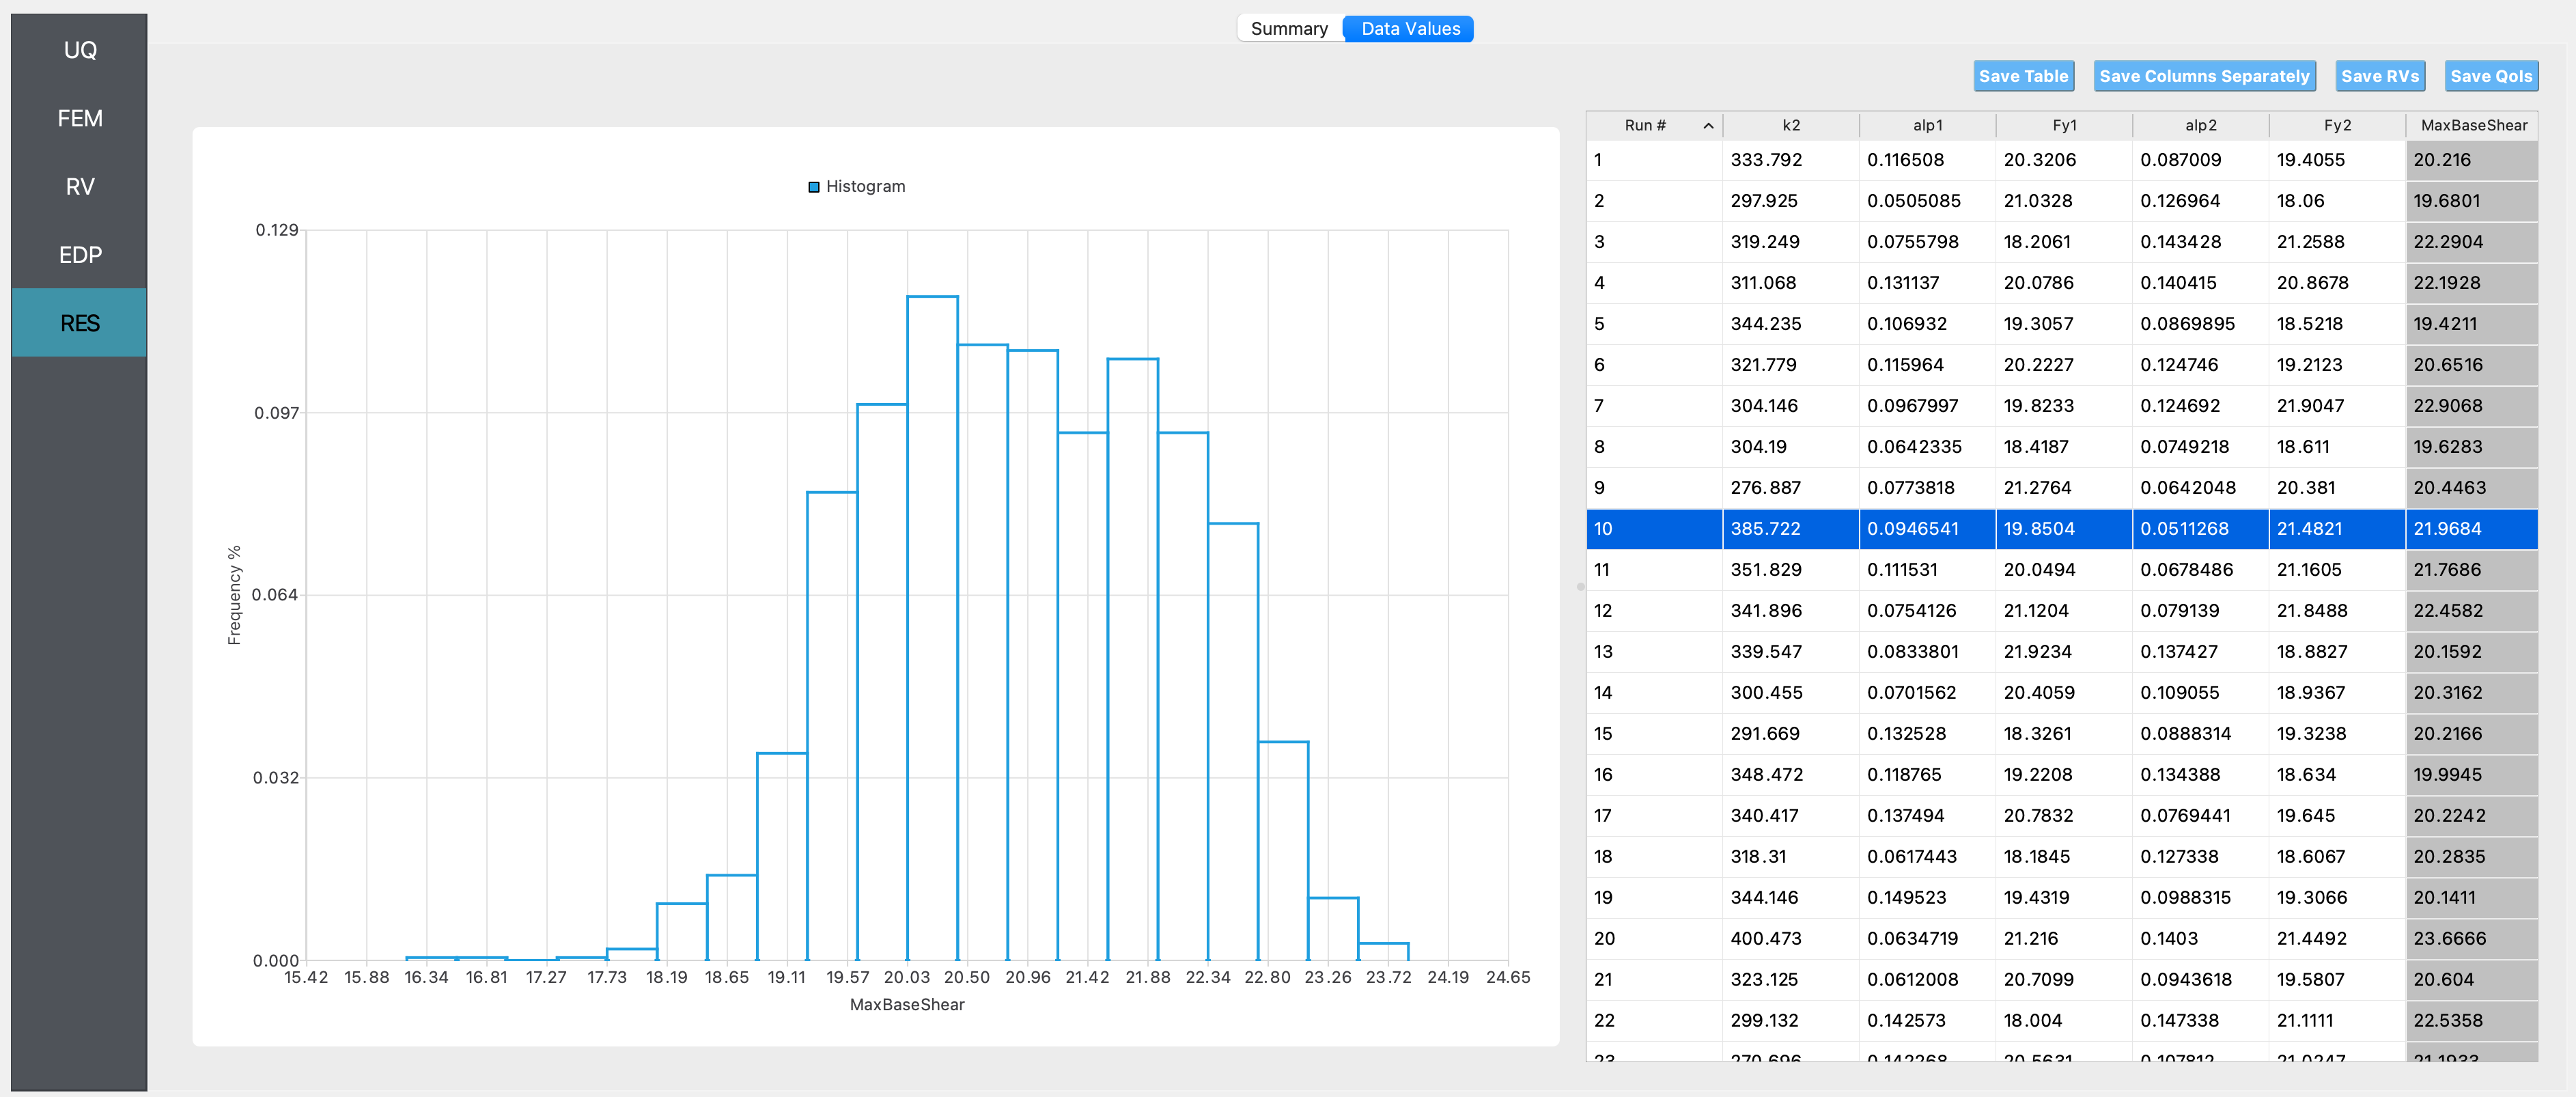 Summary Data Values
UQ
FEM
RV
EDP
RES
Save Table Save Columns Separately Save RVs Save QoIs
Histogram
0.129
0.097
0.064
0.032
0.000
Frequency %
15.42 15.88 16.34 16.81 17.27 17.73 18.19 18.65 19.11 19.57 20.03 20.50 20.96 21.42 21.88 22.34 22.80 23.26 23.72 24.19 24.65
MaxBaseShear
Run # k2 alp1 Fy1 alp2 Fy2 MaxBaseShear
1 333.792 0.116508 20.3206 0.087009 19.4055 20.216
2 297.925 0.0505085 21.0328 0.126964 18.06 19.6801
3 319.249 0.0755798 18.2061 0.143428 21.2588 22.2904
4 311.068 0.131137 20.0786 0.140415 20.8678 22.1928
5 344.235 0.106932 19.3057 0.0869895 18.5218 19.4211
6 321.779 0.115964 20.2227 0.124746 19.2123 20.6516
7 304.146 0.0967997 19.8233 0.124692 21.9047 22.9068
8 304.19 0.0642335 18.4187 0.0749218 18.611 19.6283
9 276.887 0.0773818 21.2764 0.0642048 20.381 20.4463
10 385.722 0.0946541 19.8504 0.0511268 21.4821 21.9684
11 351.829 0.111531 20.0494 0.0678486 21.1605 21.7686
12 341.896 0.0754126 21.1204 0.079139 21.8488 22.4582
13 339.547 0.0833801 21.9234 0.137427 18.8827 20.1592
14 300.455 0.0701562 20.4059 0.109055 18.9367 20.3162
15 291.669 0.132528 18.3261 0.0888314 19.3238 20.2166
16 348.472 0.118765 19.2208 0.134388 18.634 19.9945
17 340.417 0.137494 20.7832 0.0769441 19.645 20.2242
18 318.31 0.0617443 18.1845 0.127338 18.6067 20.2835
19 344.146 0.149523 19.4319 0.0988315 19.3066 20.1411
20 400.473 0.0634719 21.216 0.1403 21.4492 23.6666
21 323.125 0.0612008 20.7099 0.0943618 19.5807 20.604
22 299.132 0.142573 18.004 0.147338 21.1111 22.5358